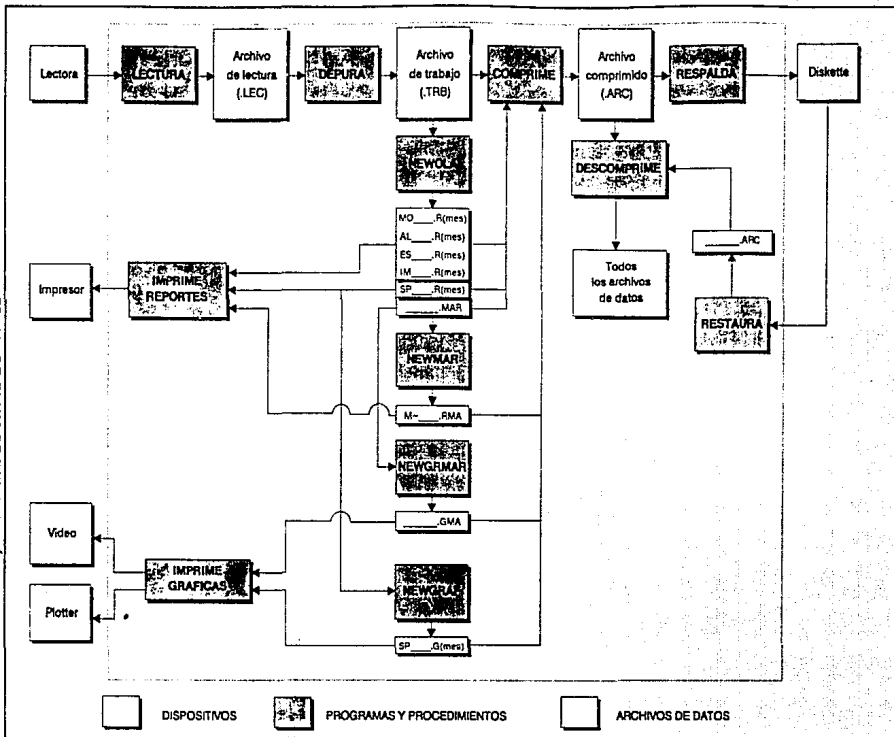 Lectora
LECTURA
Archivo
de lectura
(.LEC)
DEPURA
Archivo
de trabajo
(.TRB)
COMPRIME
Archivo
comprimido
(.ARC)
RESPALDA
Diskette
NEWOLA
DESCOMPRIME
MO____.R(mes)
AL____.R(mes)
ES____.R(mes)
IM____.R(mes)
SP____.R(mes)
______.MAR
______.ARC
Todos
los archivos
de datos
Impresor
IMPRIME
REPORTES
RESTAURA
NEWMAR
M~____.RMA
NEWGRMAR
______.GMA
Video
IMPRIME
GRAFICAS
NEWGRAF
Plotter
SP____.G(mes)
DISPOSITIVOS
PROGRAMAS Y PROCEDIMIENTOS
ARCHIVOS DE DATOS